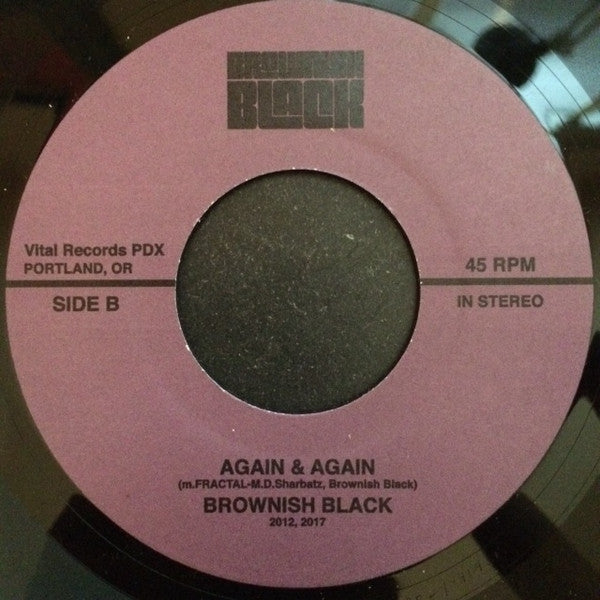 BROWNISH
BLACK
Vital Records PDX
PORTLAND, OR
SIDE B
45 RPM
IN STEREO
AGAIN & AGAIN
(m.FRACTAL-M.D.Sharbatz, Brownish Black)
BROWNISH BLACK
2012, 2017